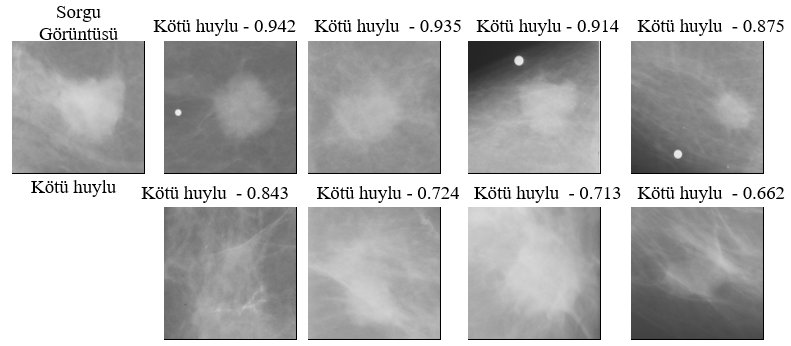 Sorgu
Görüntüsü
Kötü huylu - 0.942
Kötü huylu - 0.935
Kötü huylu - 0.914
Kötü huylu - 0.875
Kötü huylu
Kötü huylu - 0.843
Kötü huylu - 0.724
Kötü huylu - 0.713
Kötü huylu - 0.662